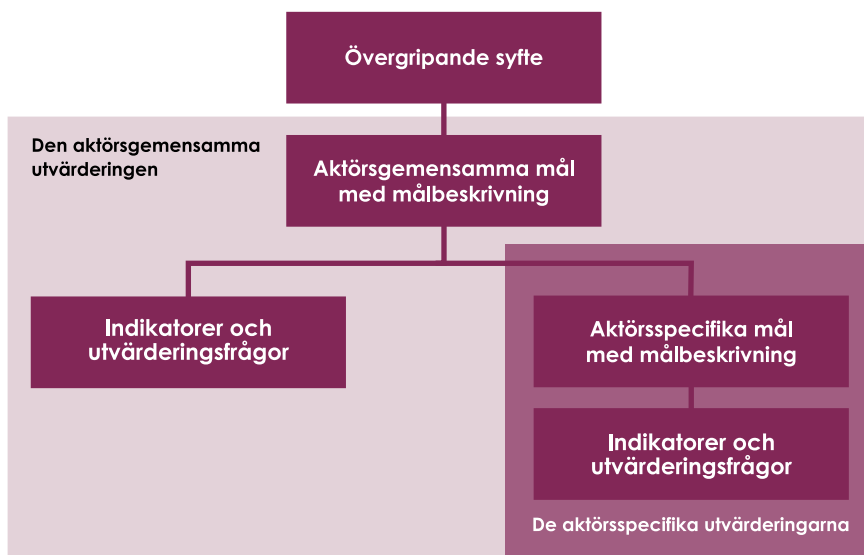 Övergripande syfte
Den aktörsgemensamma
utvärderingen
Aktörsgemensamma mål
med målbeskrivning
Indikatorer och
utvärderingsfrågor
Aktörsspecifika mål
med målbeskrivning
Indikatorer och
utvärderingsfrågor
De aktörsspecifika utvärderingarna